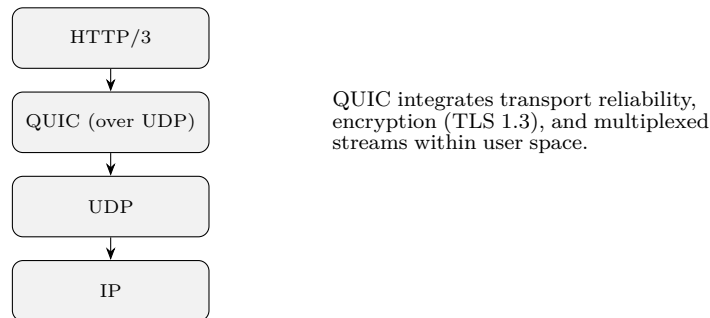 HTTP/3
QUIC (over UDP)
QUIC integrates transport reliability,
encryption (TLS 1.3), and multiplexed
streams within user space.
UDP
IP